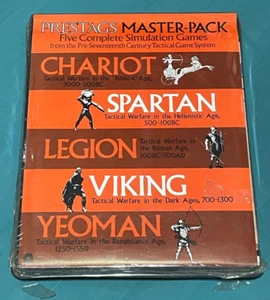 PRESTAGS MASTER-PACK
Five Complete Simulation Games
from the Pre-Seventeenth Century Tactical Game System
CHARIOT
Tactical Warfare in the "Biblical" Age,
3000-500BC
SPARTAN
Tactical Warfare in the Hellenistic Age,
500-100BC
LEGION
Tactical Warfare in
the Roman Age,
100BC-700AD
VIKING
Tactical Warfare in the Dark Ages, 700-1300
YEOMAN
Tactical Warfare in the Renaissance Age,
1250-1550